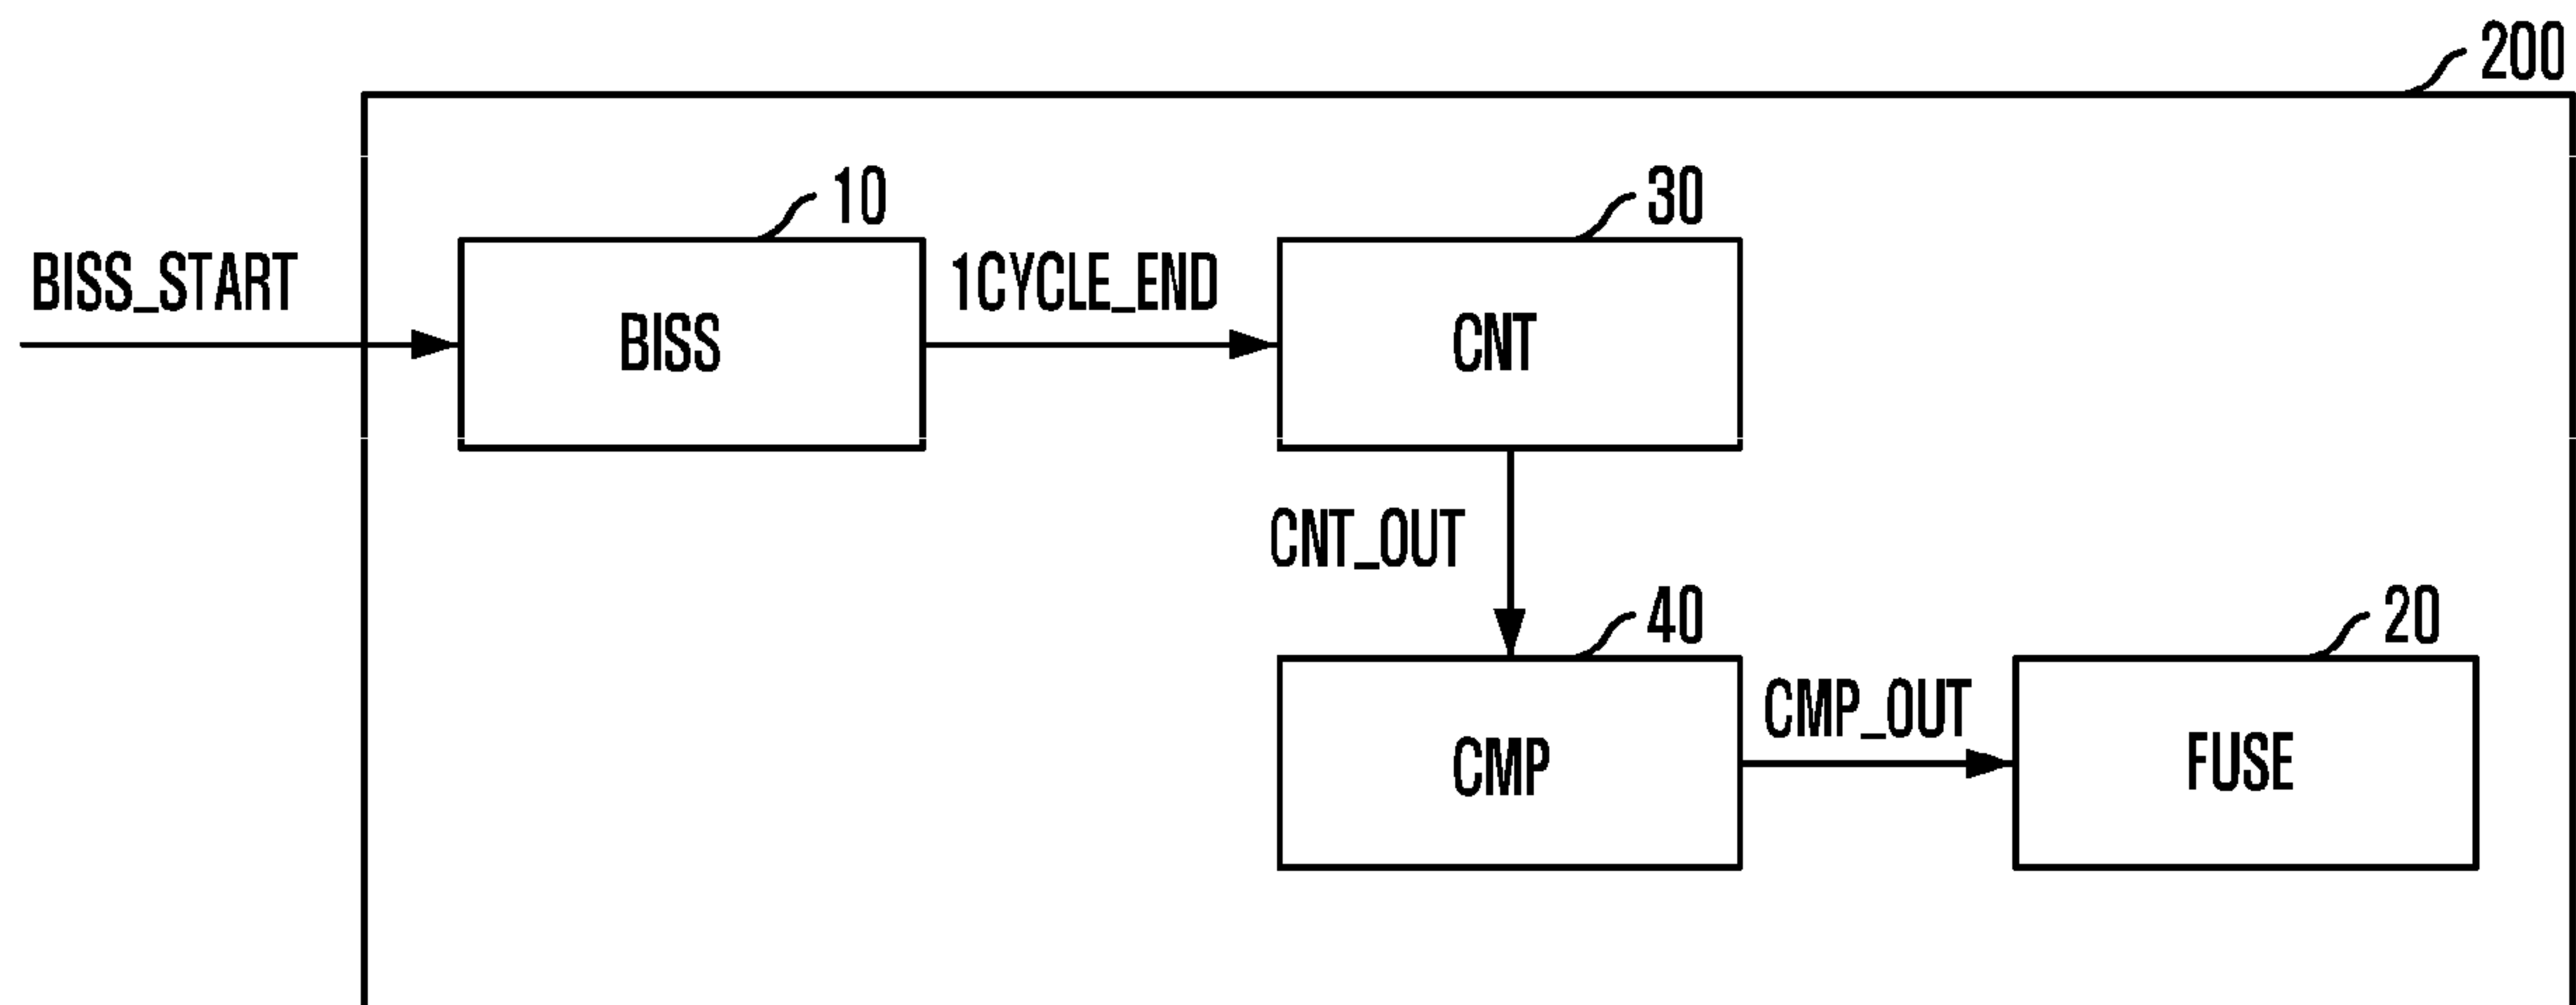 200
10
30
BISS_START
1CYCLE_END
BISS
CNT
CNT_OUT
40
20
CMP_OUT
CMP
FUSE